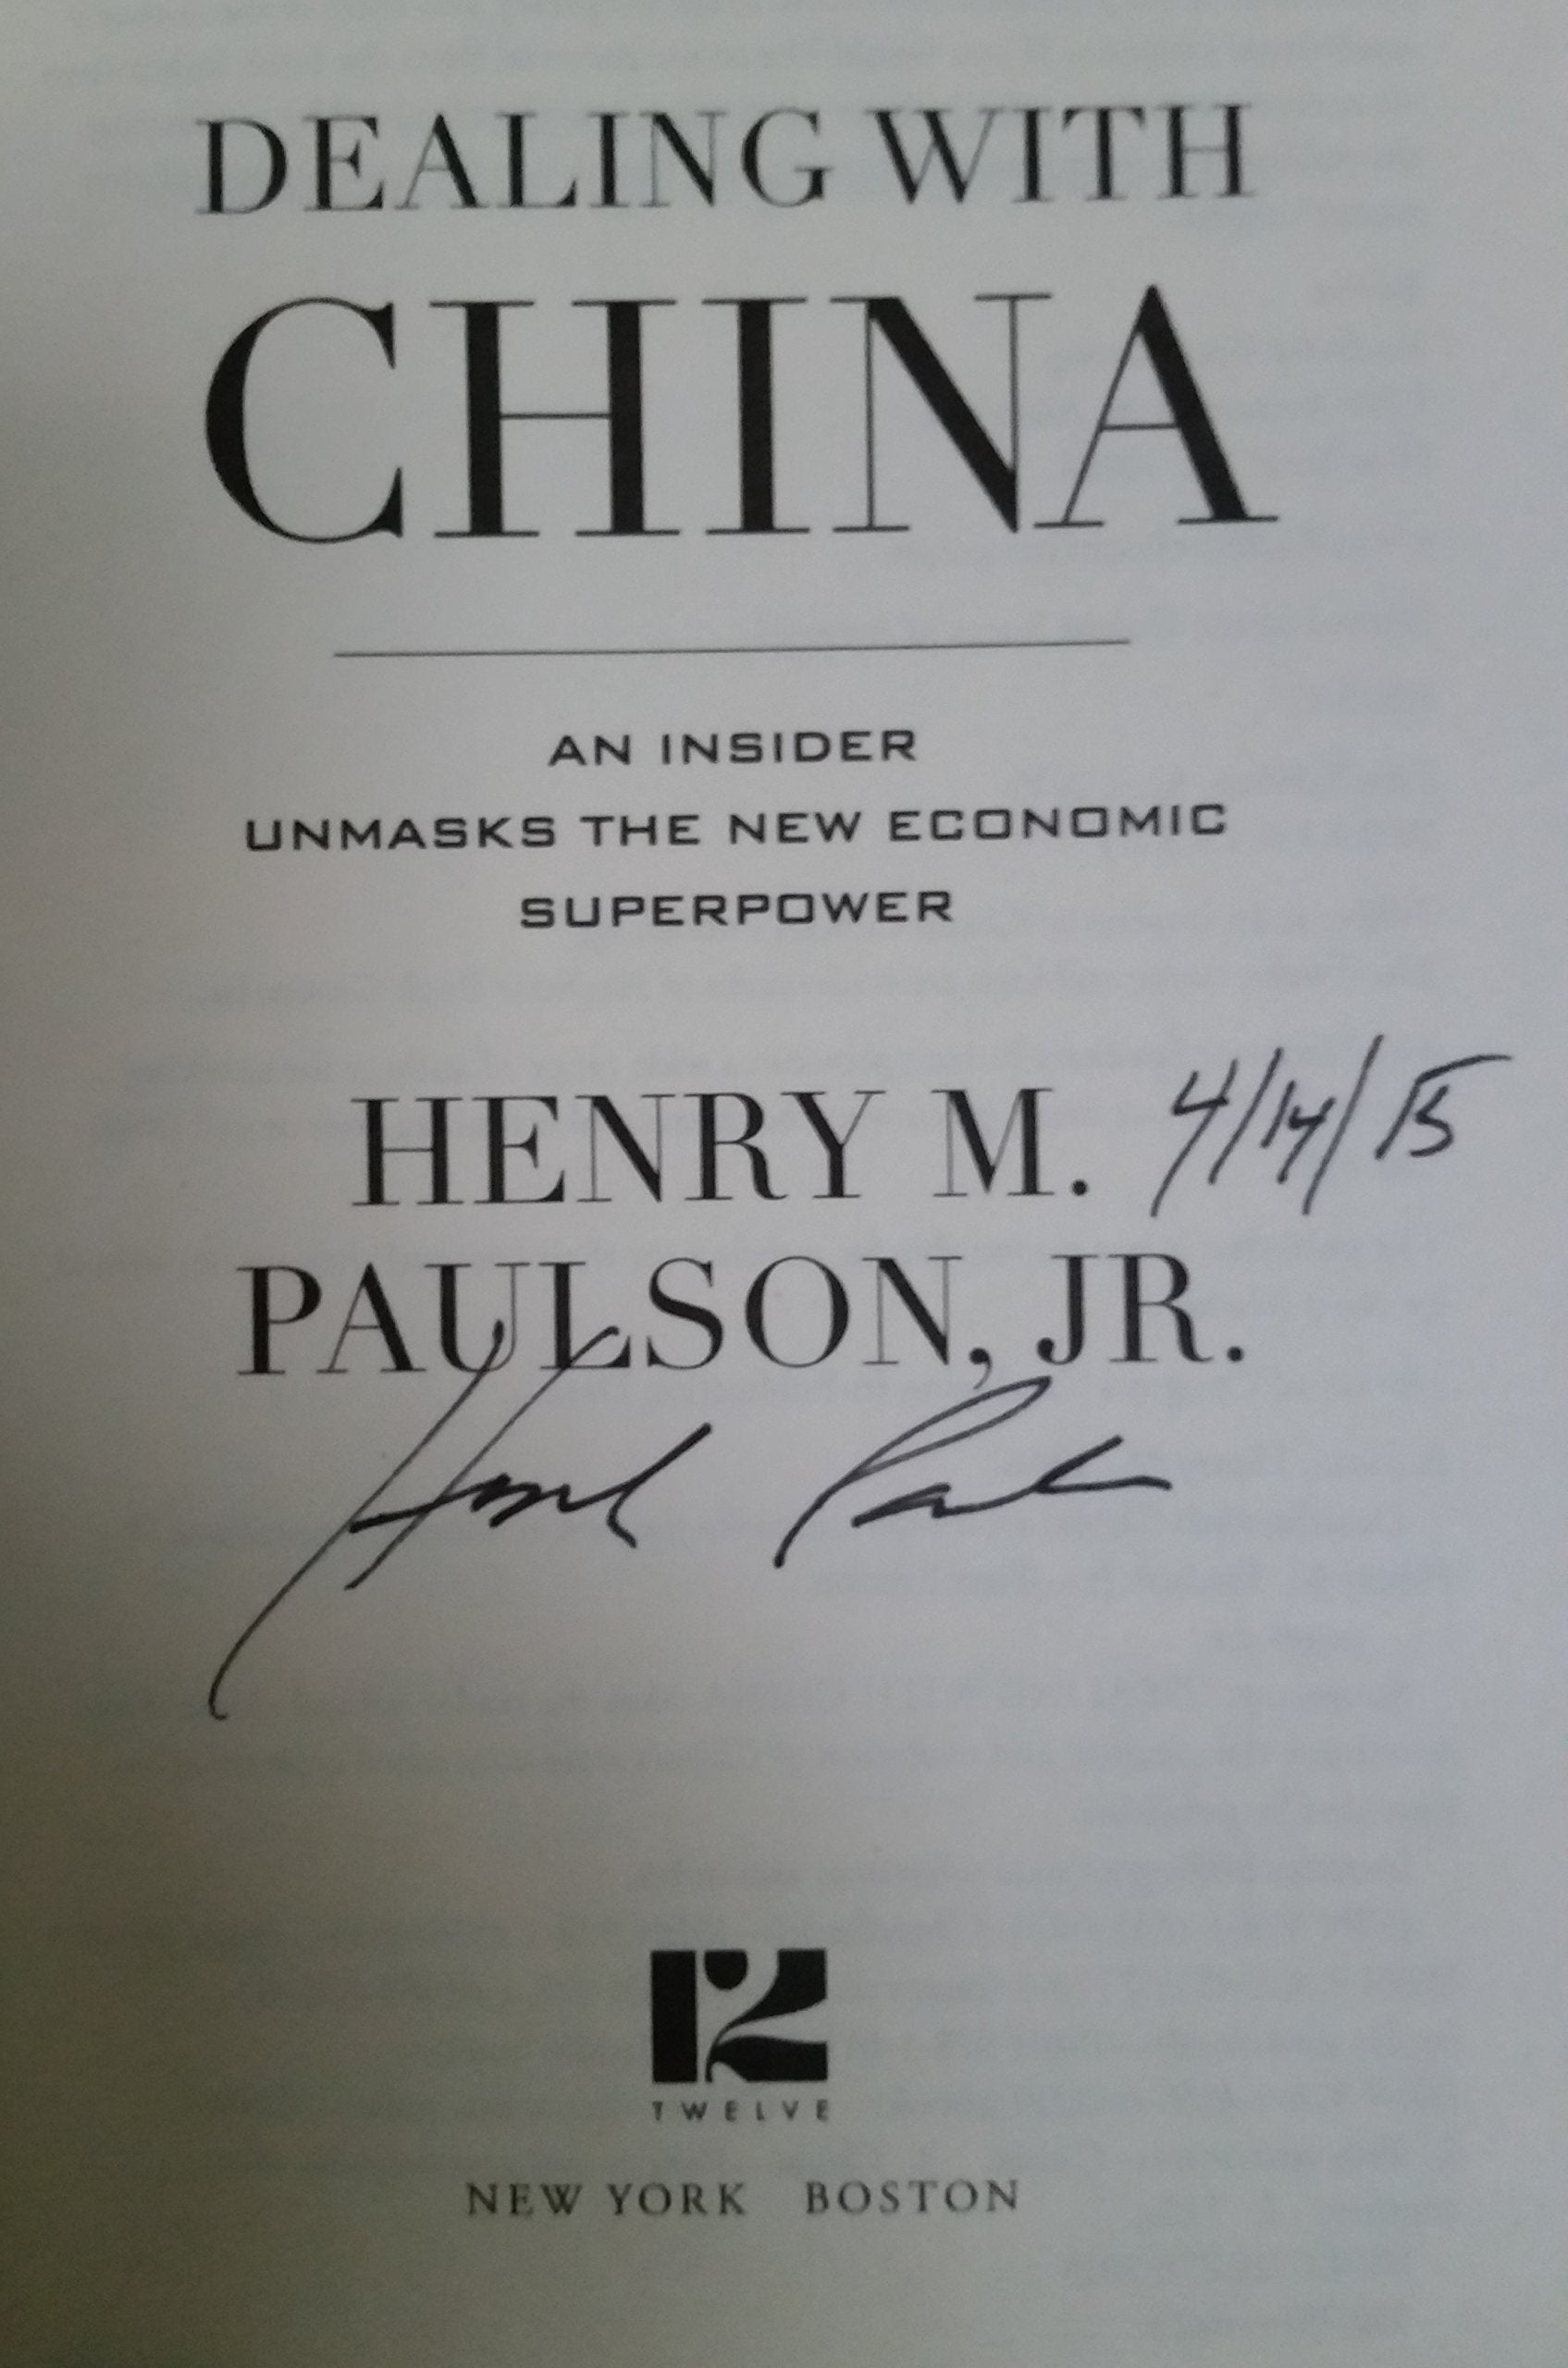 DEALING WITH
CHINA
AN INSIDER
UNMASKS THE NEW ECONOMIC
SUPERPOWER
HENRY M. 4/14/15
PAULSON, JR.
12
TWELVE
NEW YORK BOSTON